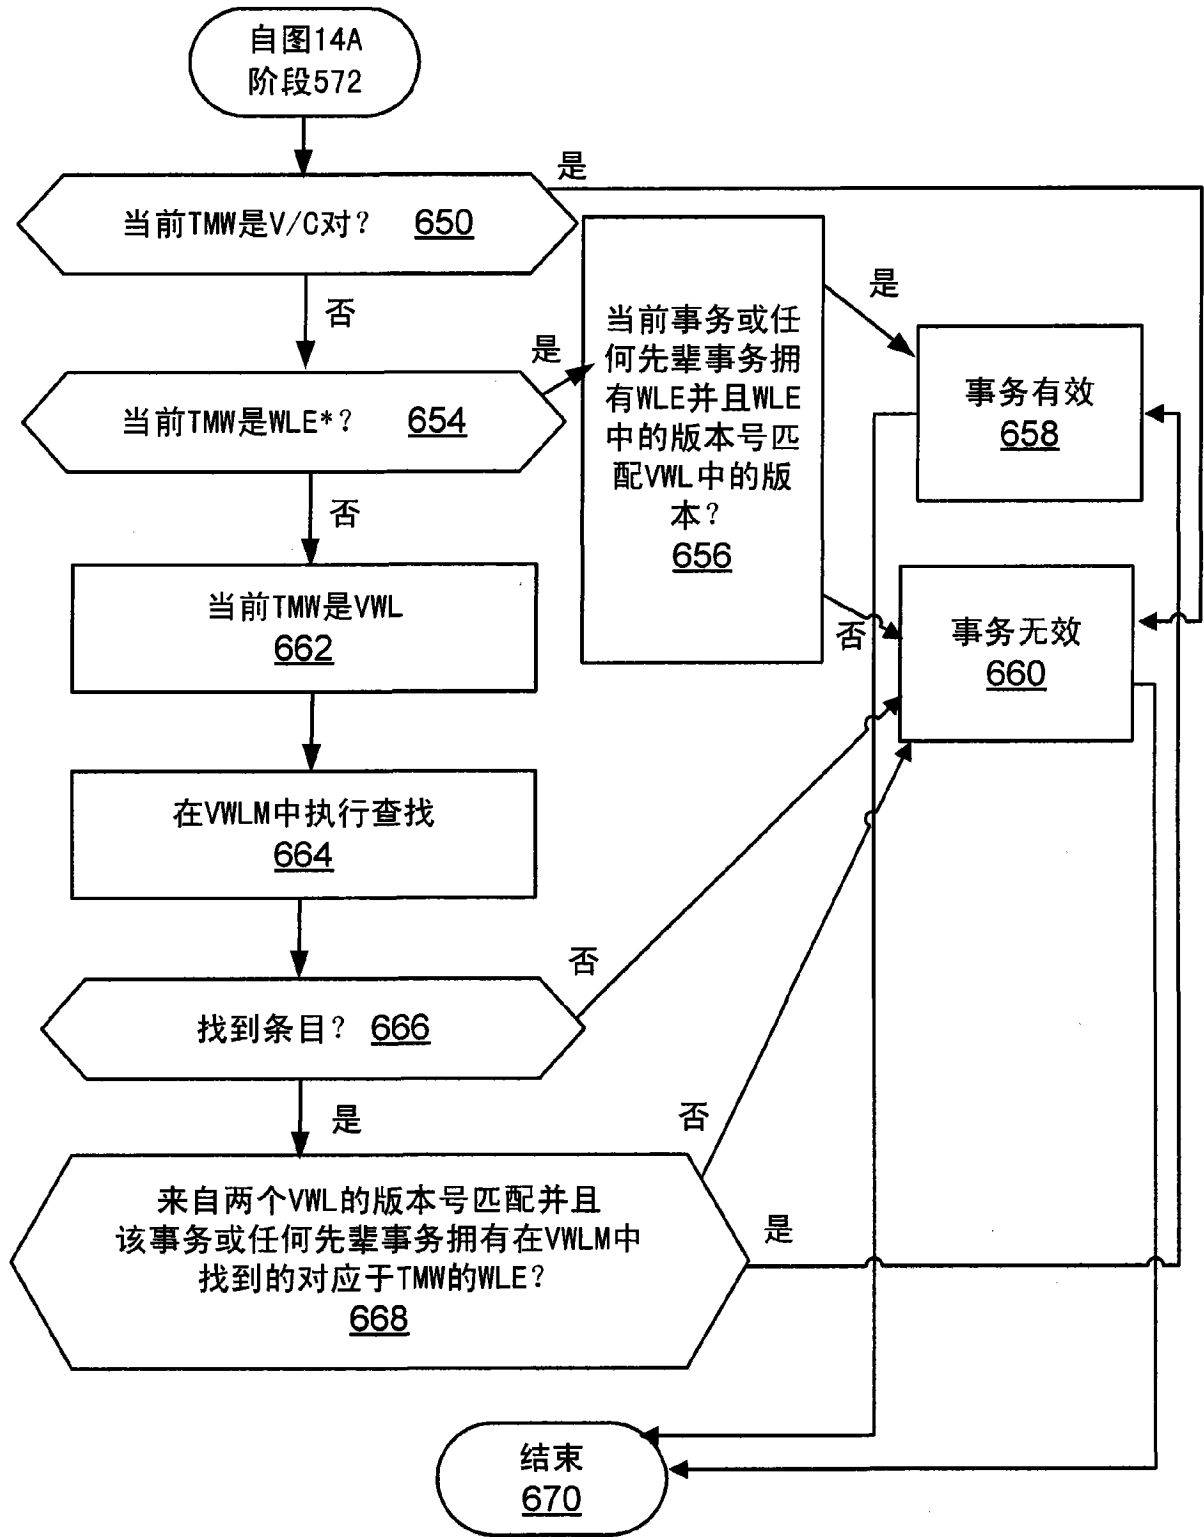 自图14A
阶段572
是
当前TMW是V/C对？ 650
否
是
当前TMW是WLE*？ 654
当前事务或任
何先辈事务拥
有WLE并且WLE
中的版本号匹
配VWL中的版
本？
656
是
事务有效
658
否
否
事务无效
660
当前TMW是VWL
662
在VWLM中执行查找
664
否
找到条目？ 666
是
否
来自两个VWL的版本号匹配并且
该事务或任何先辈事务拥有在VWLM中
找到的对应于TMW的WLE？
668
是
结束
670